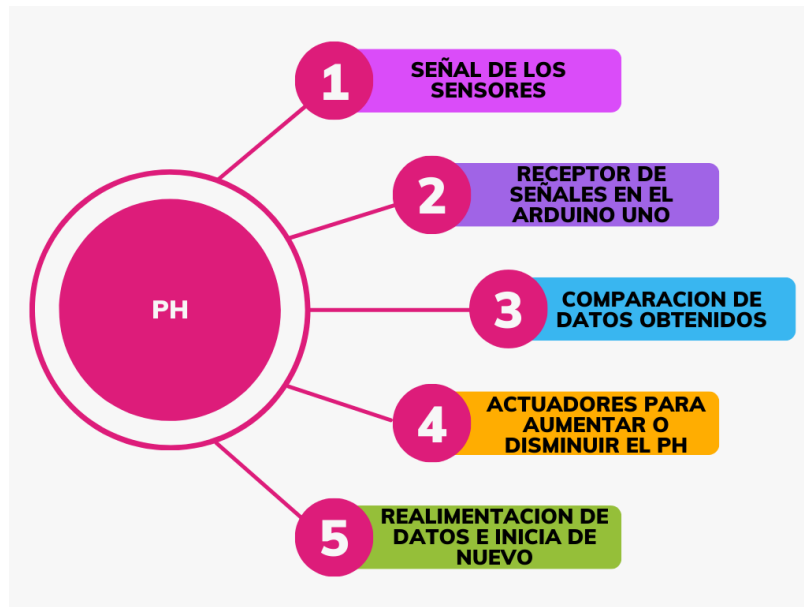 PH
1
SEÑAL DE LOS
SENSORES
2
RECEPTOR DE
SEÑALES EN EL
ARDUINO UNO
3
COMPARACION DE
DATOS OBTENIDOS
4
ACTUADORES PARA
AUMENTAR O
DISMINUIR EL PH
5
REALIMENTACION DE
DATOS E INICIA DE
NUEVO